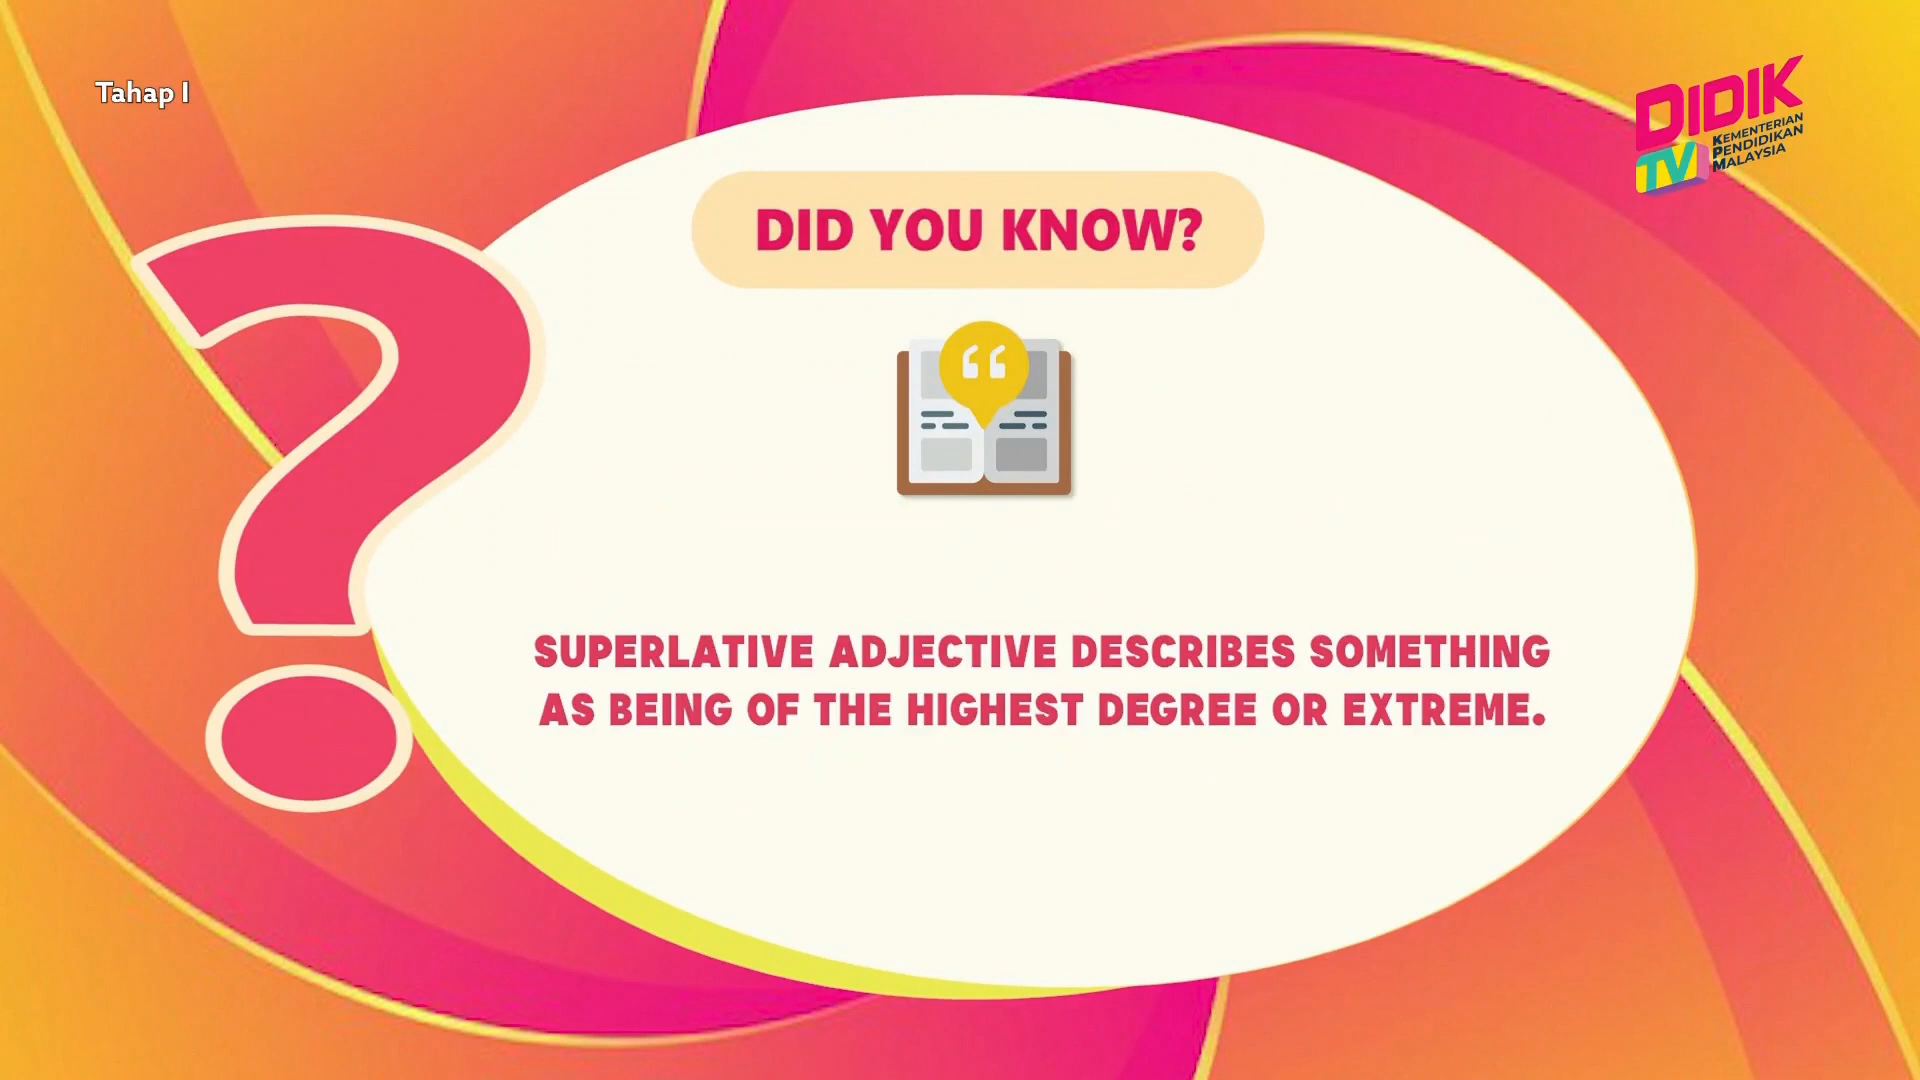 Tahap I
DIDIK
TV
KEMENTERIAN
PENDIDIKAN
MALAYSIA
DID YOU KNOW?
SUPERLATIVE ADJECTIVE DESCRIBES SOMETHING
AS BEING OF THE HIGHEST DEGREE OR EXTREME.